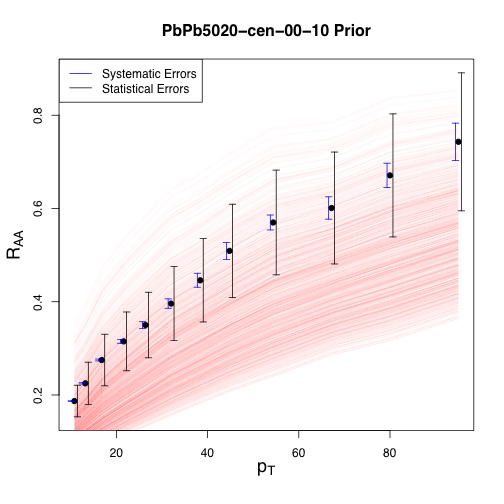 PbPb5020−cen−00−10 Prior
Systematic Errors
Statistical Errors
R_AA
0.2
0.4
0.6
0.8
20
40
60
80
p_T